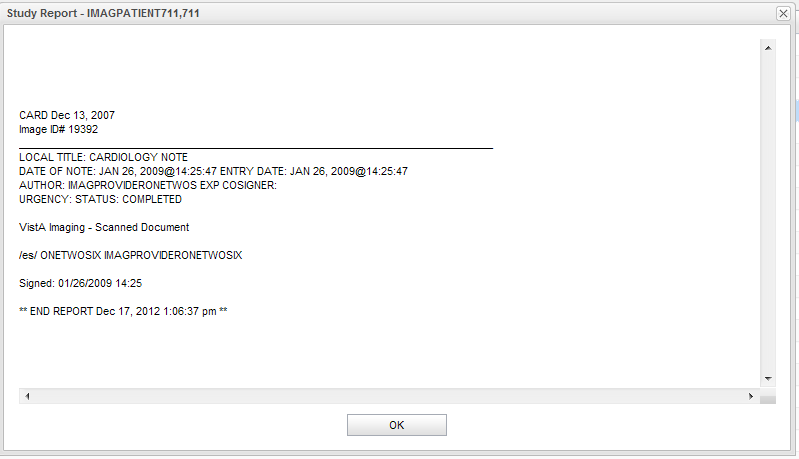 Study Report - IMAGPATIENT711,711
CARD Dec 13, 2007
Image ID# 19392
LOCAL TITLE: CARDIOLOGY NOTE
DATE OF NOTE: JAN 26, 2009@14:25:47 ENTRY DATE: JAN 26, 2009@14:25:47
AUTHOR: IMAGPROVIDERONETWOS EXP COSIGNER:
URGENCY: STATUS: COMPLETED
VistA Imaging - Scanned Document
/es/ ONETWOSIX IMAGPROVIDERONETWOSIX
Signed: 01/26/2009 14:25
** END REPORT Dec 17, 2012 1:06:37 pm **
OK